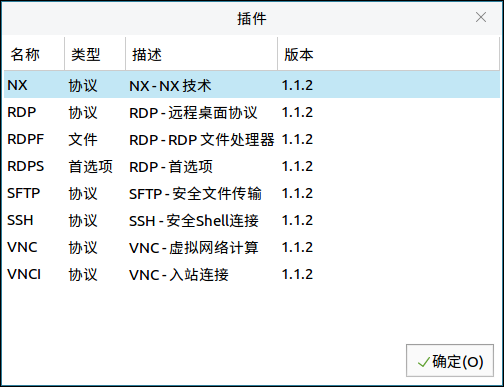 插件
名称 类型 描述 版本
NX 协议 NX - NX 技术 1.1.2
RDP 协议 RDP - 远程桌面协议 1.1.2
RDPF 文件 RDP - RDP 文件处理器 1.1.2
RDPS 首选项 RDP - 首选项 1.1.2
SFTP 协议 SFTP - 安全文件传输 1.1.2
SSH 协议 SSH - 安全Shell连接 1.1.2
VNC 协议 VNC - 虚拟网络计算 1.1.2
VNCI 协议 VNC - 入站连接 1.1.2
确定(O)